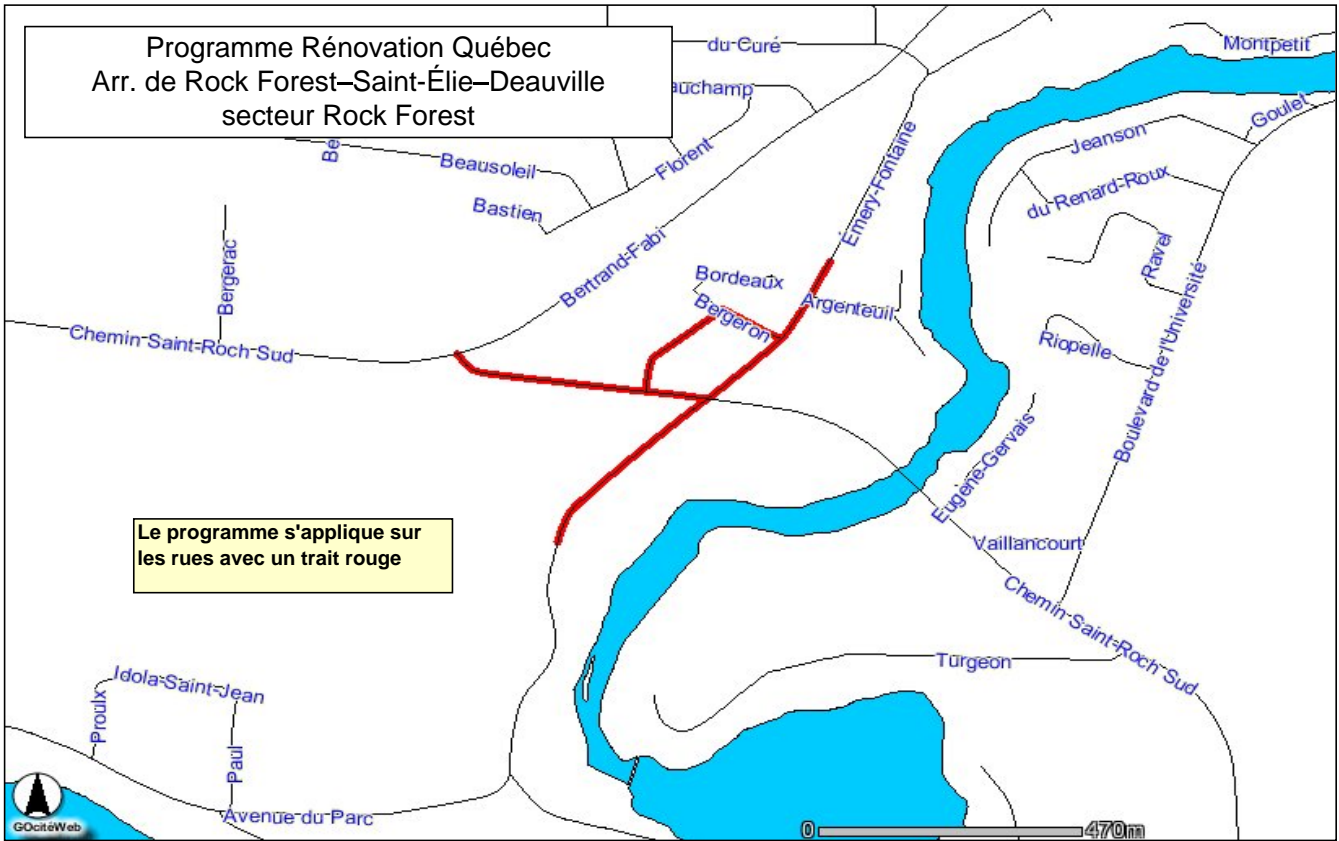 Programme Rénovation Québec
Arr. de Rock Forest–Saint-Élie–Deauville
secteur Rock Forest
du Curé
Montpetit
Goulet
Jeanson
Beausoleil
Florent
Émery-Fontaine
du Renard-Roux
Bastien
Bergerac
Bertrand-Fabi
Bordeaux
Ravel
Argenteuil
Bergeron
Chemin Saint-Roch Sud
Riopelle
Boulevard de l'Université
Eugène-Gervais
Le programme s'applique sur
les rues avec un trait rouge
Vaillancourt
Chemin Saint-Roch Sud
Turgeon
Idola-Saint-Jean
Proulx
Paul
Avenue du Parc
GOcitéWeb
0 470m